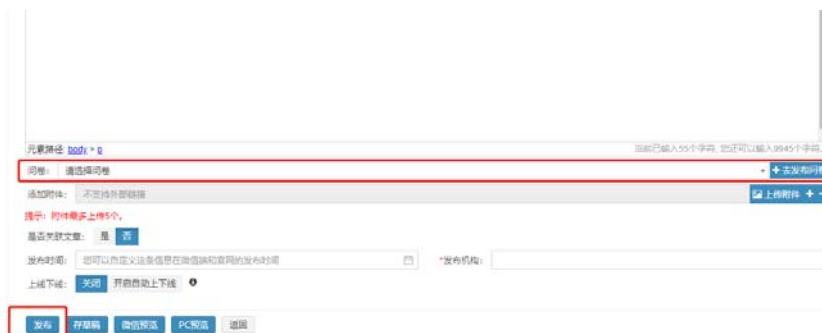 元素路径: body > p 当前已输入55个字符, 您还可以输入9945个字符。
问卷: 请选择问卷 去发布问卷
添加附件: 不支持外部链接 上传附件
提示: 附件最多上传5个。
是否关联文章: 是 否
发布时间: 您可以自定义这条信息在微信端和官网的发布时间 *发布机构:
上线下线: 关闭 开启自动上下线
发布 存草稿 微信预览 PC预览 返回